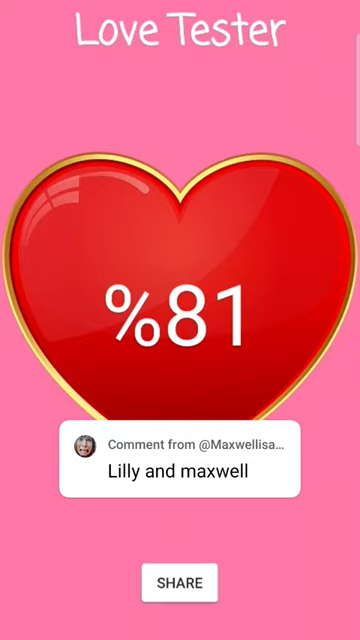 Love Tester
%81
Comment from @Maxwellisa...
Lilly and maxwell
SHARE